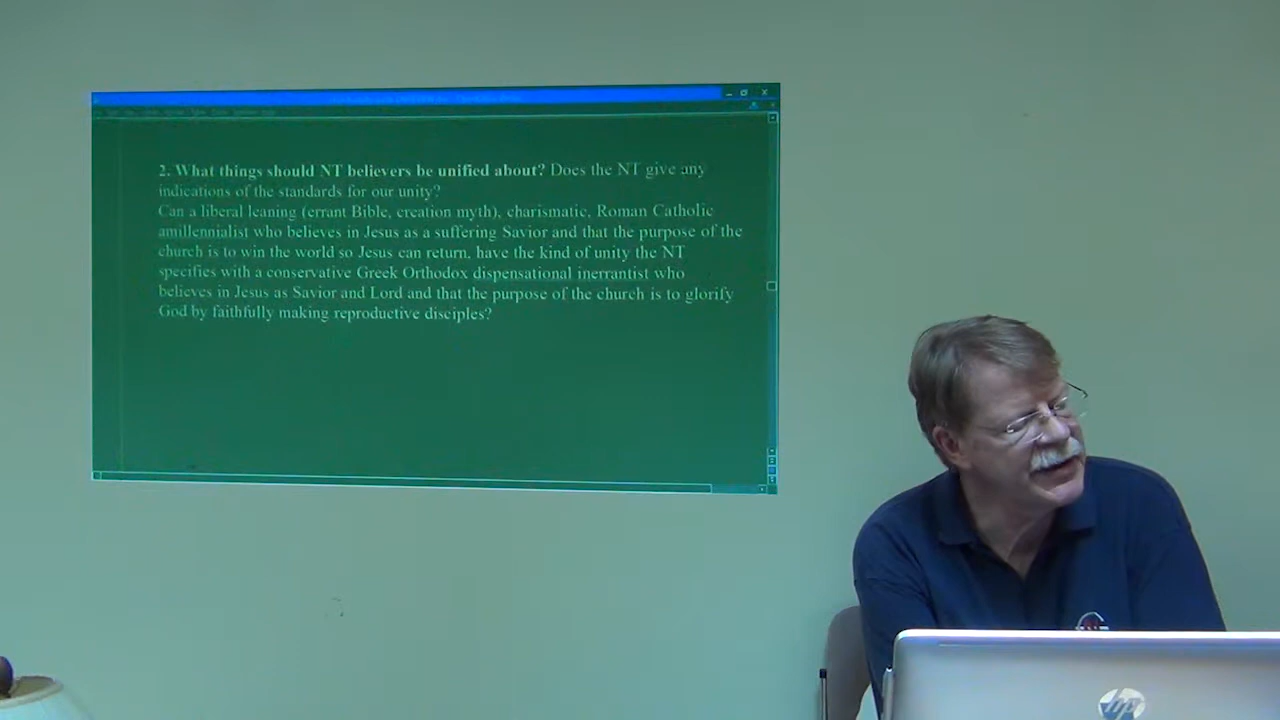 2. What things should NT believers be unified about? Does the NT give any
indications of the standards for our unity?
Can a liberal leaning (errant Bible, creation myth), charismatic, Roman Catholic
amillennialist who believes in Jesus as a suffering Savior and that the purpose of the
church is to win the world so Jesus can return, have the kind of unity the NT
specifies with a conservative Greek Orthodox dispensational inerrantist who
believes in Jesus as Savior and Lord and that the purpose of the church is to glorify
God by faithfully making reproductive disciples?
hp